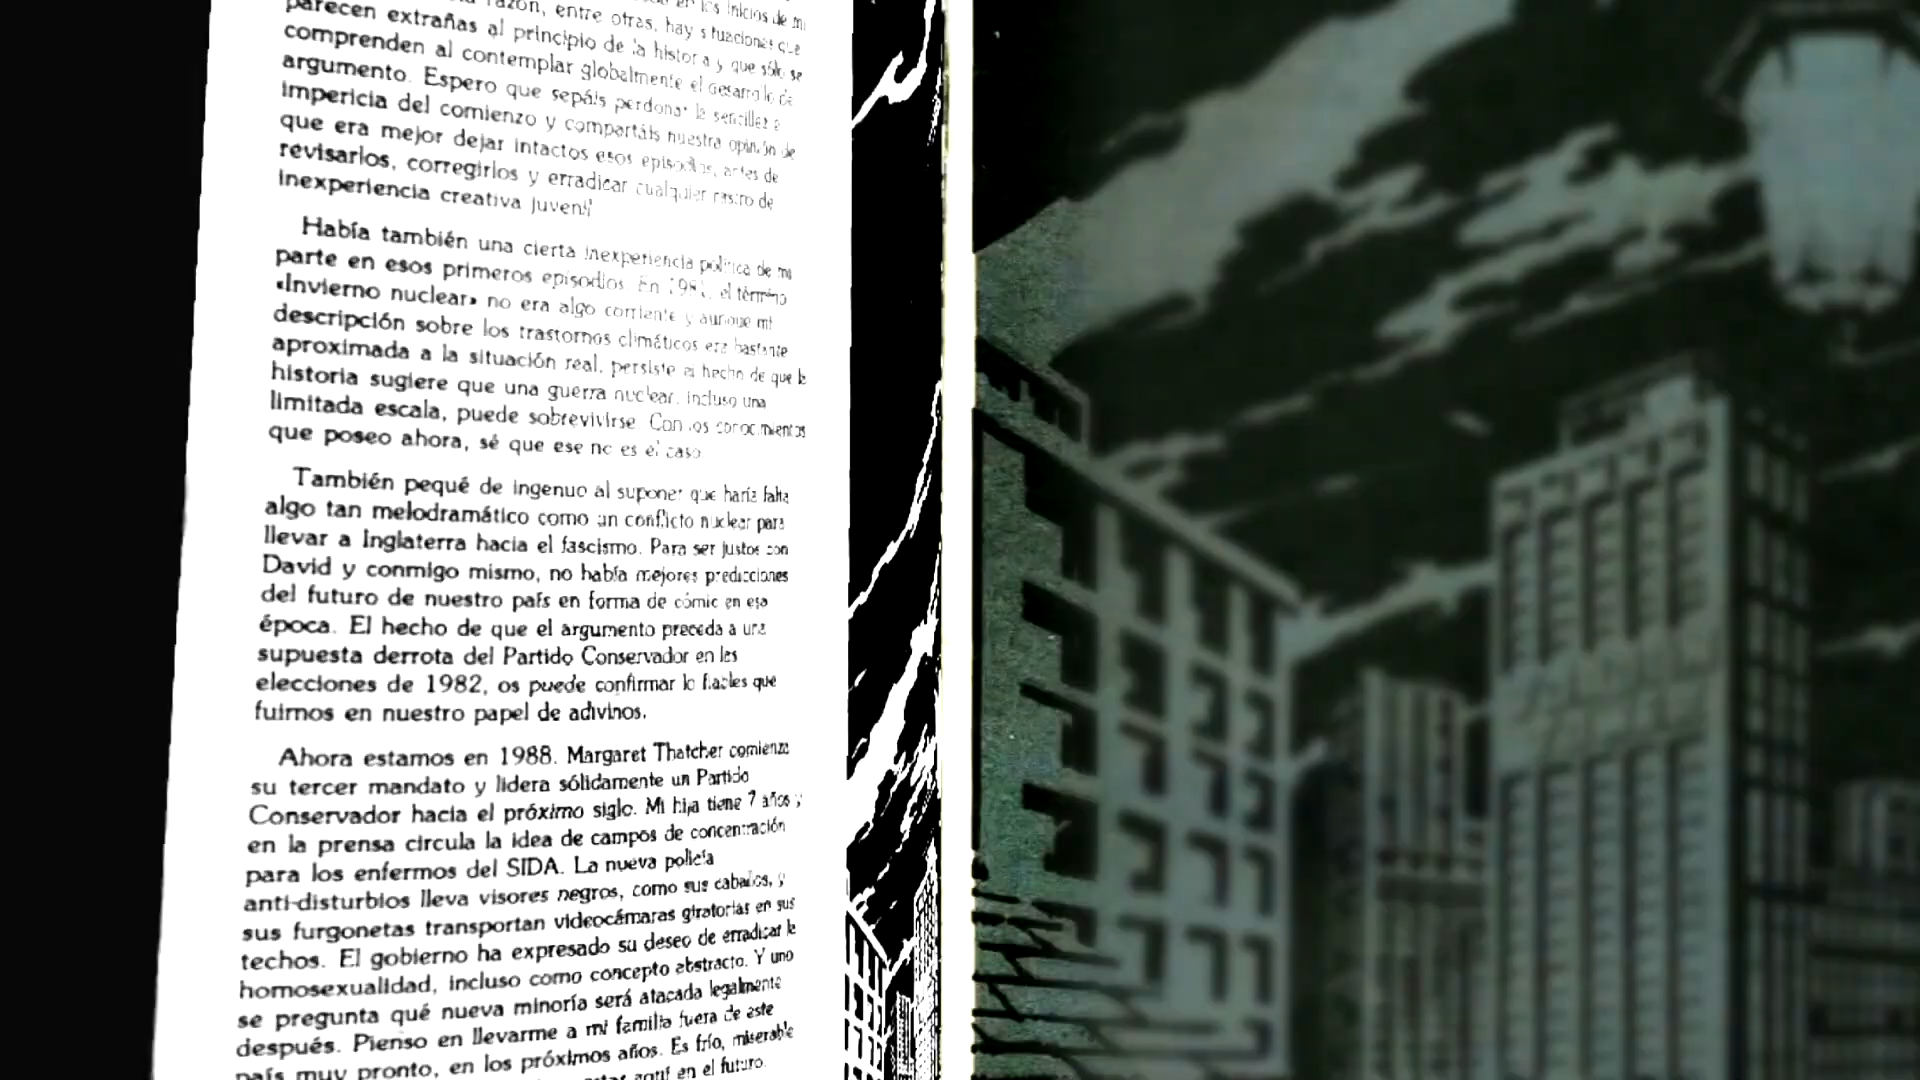 razón, entre otras, hay situaciones que
parecen extrañas al principio de la historia y que sólo se
comprenden al contemplar globalmente el desarrollo de
argumento. Espero que sepáis perdonar la sencillez e
impericia del comienzo y compartáis nuestra opinión de
que era mejor dejar intactos esos episodios, antes de
revisarlos, corregirlos y erradicar cualquier rastro de
inexperiencia creativa juvenil
Había también una cierta inexperiencia política de mi
parte en esos primeros episodios. En 1981, el término
«Invierno nuclear» no era algo corriente y aunque mi
descripción sobre los trastornos climáticos era bastante
aproximada a la situación real, persiste el hecho de que la
historia sugiere que una guerra nuclear, incluso una
limitada escala, puede sobrevivirse. Con los conocimientos
que poseo ahora, sé que ese no es el caso
También pequé de ingenuo al suponer que haría falta
algo tan melodramático como un conflicto nuclear para
llevar a Inglaterra hacia el fascismo. Para ser justos con
David y conmigo mismo, no había mejores predicciones
del futuro de nuestro país en forma de cómic en esa
época. El hecho de que el argumento preceda a una
supuesta derrota del Partido Conservador en las
elecciones de 1982, os puede confirmar lo fiables que
fuimos en nuestro papel de adivinos.
Ahora estamos en 1988. Margaret Thatcher comienza
su tercer mandato y lidera sólidamente un Partido
Conservador hacia el próximo siglo. Mi hija tiene 7 años y
en la prensa circula la idea de campos de concentración
para los enfermos del SIDA. La nueva policía
anti-disturbios lleva visores negros, como sus caballos, y
sus furgonetas transportan videocámaras giratorias en sus
techos. El gobierno ha expresado su deseo de erradicar la
homosexualidad, incluso como concepto abstracto. Y uno
se pregunta qué nueva minoría será atacada legalmente
después. Pienso en llevarme a mi familia fuera de este
país muy pronto, en los próximos años. Es frío, miserable
aquí en el futuro.